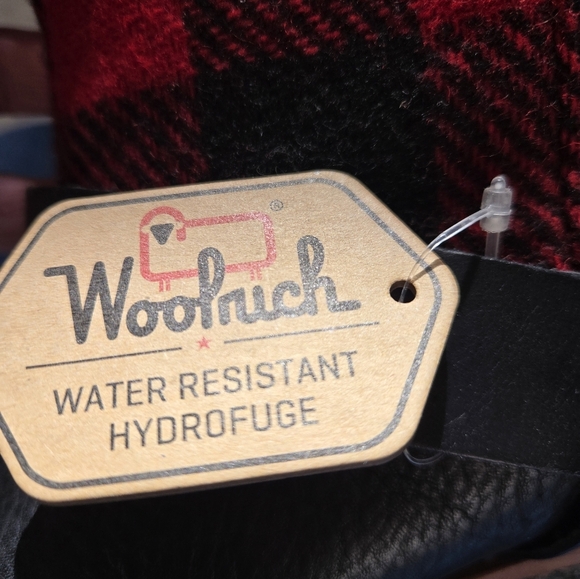 ®
Woolrich
WATER RESISTANT
HYDROFUGE